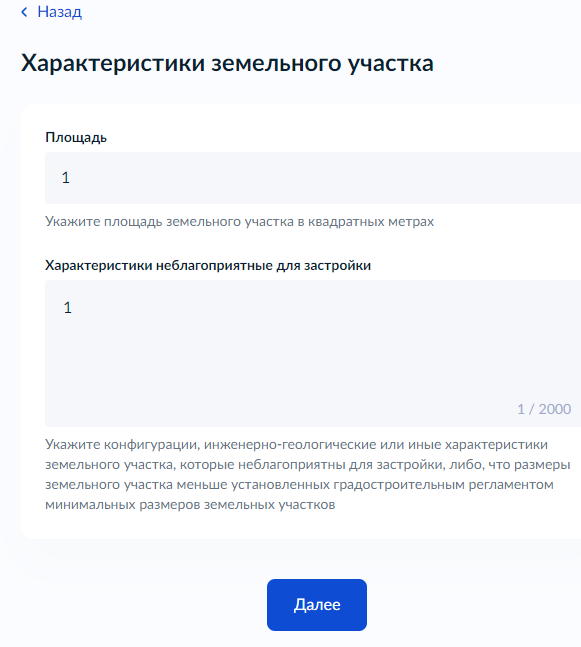 Назад
Характеристики земельного участка
Площадь
1
Укажите площадь земельного участка в квадратных метрах
Характеристики неблагоприятные для застройки
1
1 / 2000
Укажите конфигурации, инженерно-геологические или иные характеристики
земельного участка, которые неблагоприятны для застройки, либо, что размеры
земельного участка меньше установленных градостроительным регламентом
минимальных размеров земельных участков
Далее